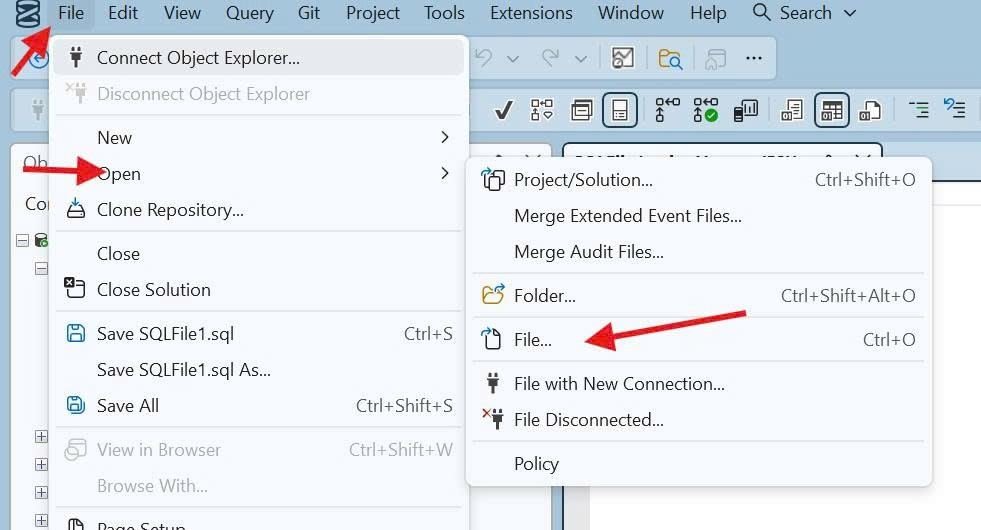 File Edit View Query Git Project Tools Extensions Window Help Search
Connect Object Explorer...
Disconnect Object Explorer
New
Open
Clone Repository...
Close
Close Solution
Save SQLFile1.sql Ctrl+S
Save SQLFile1.sql As...
Save All Ctrl+Shift+S
View in Browser Ctrl+Shift+W
Browse With...
Page Setup
Project/Solution... Ctrl+Shift+O
Merge Extended Event Files...
Merge Audit Files...
Folder... Ctrl+Shift+Alt+O
File... Ctrl+O
File with New Connection...
File Disconnected...
Policy